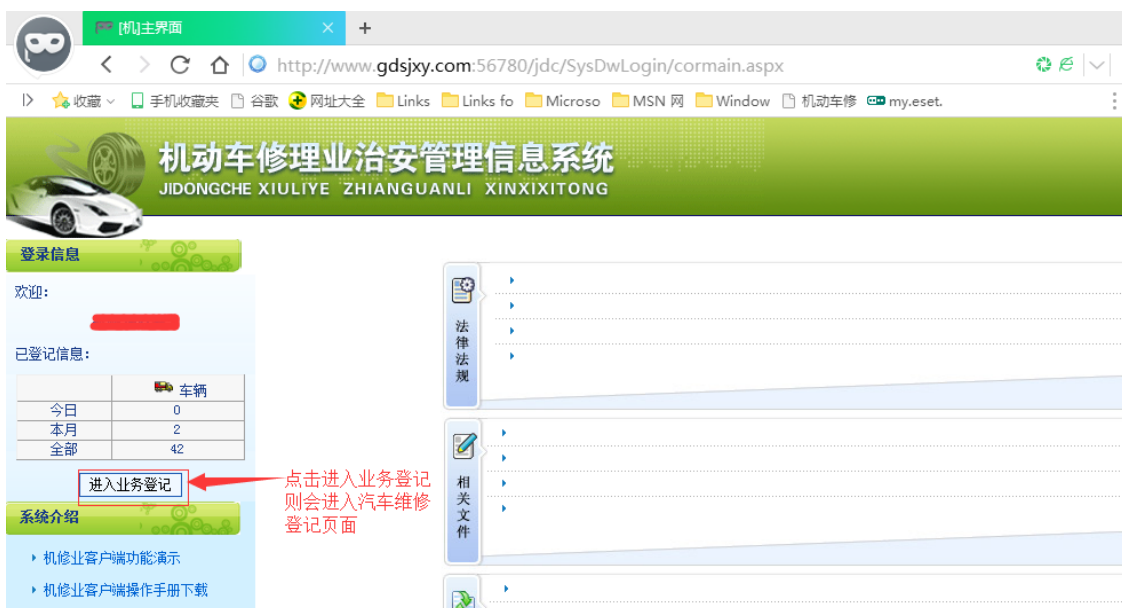 [机]主界面
http://www.gdsjxy.com:56780/jdc/SysDwLogin/cormain.aspx
收藏 手机收藏夹 谷歌 网址大全 Links Links fo Microso MSN 网 Window 机动车修 my.eset.
机动车修理业治安管理信息系统
JIDONGCHE XIULIYE ZHIANGUANLI XINXIXITONG
登录信息
欢迎：
已登记信息：
车辆
今日 0
本月 2
全部 42
进入业务登记
点击进入业务登记
则会进入汽车维修
登记页面
系统介绍
机修业客户端功能演示
机修业客户端操作手册下载
法律法规
相关文件